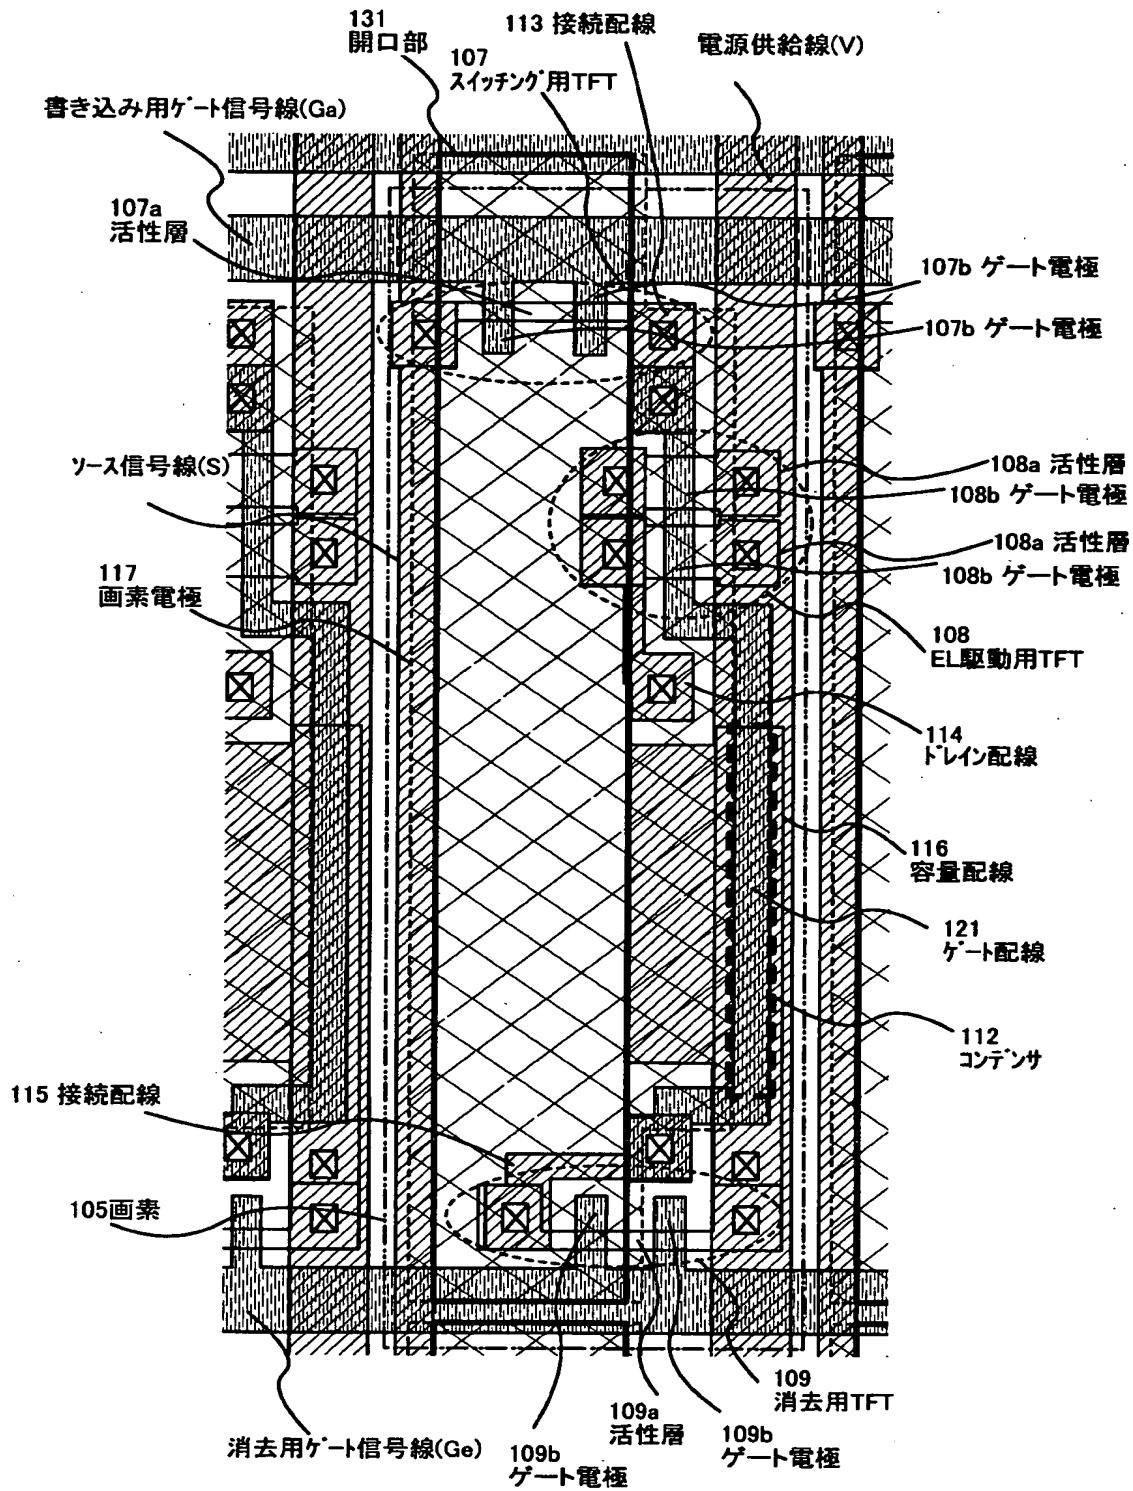 131
開口部
113 接続配線
107
スイッチング用TFT
電源供給線(V)
書き込み用ゲート信号線(Ga)
107a
活性層
107b ゲート電極
107b ゲート電極
ソース信号線(S)
108a 活性層
108b ゲート電極
108a 活性層
108b ゲート電極
117
画素電極
108
EL駆動用TFT
114
ドレイン配線
116
容量配線
121
ゲート配線
112
コンデンサ
115 接続配線
105画素
109
消去用TFT
109a
活性層
109b
ゲート電極
109b
ゲート電極
消去用ゲート信号線(Ge)